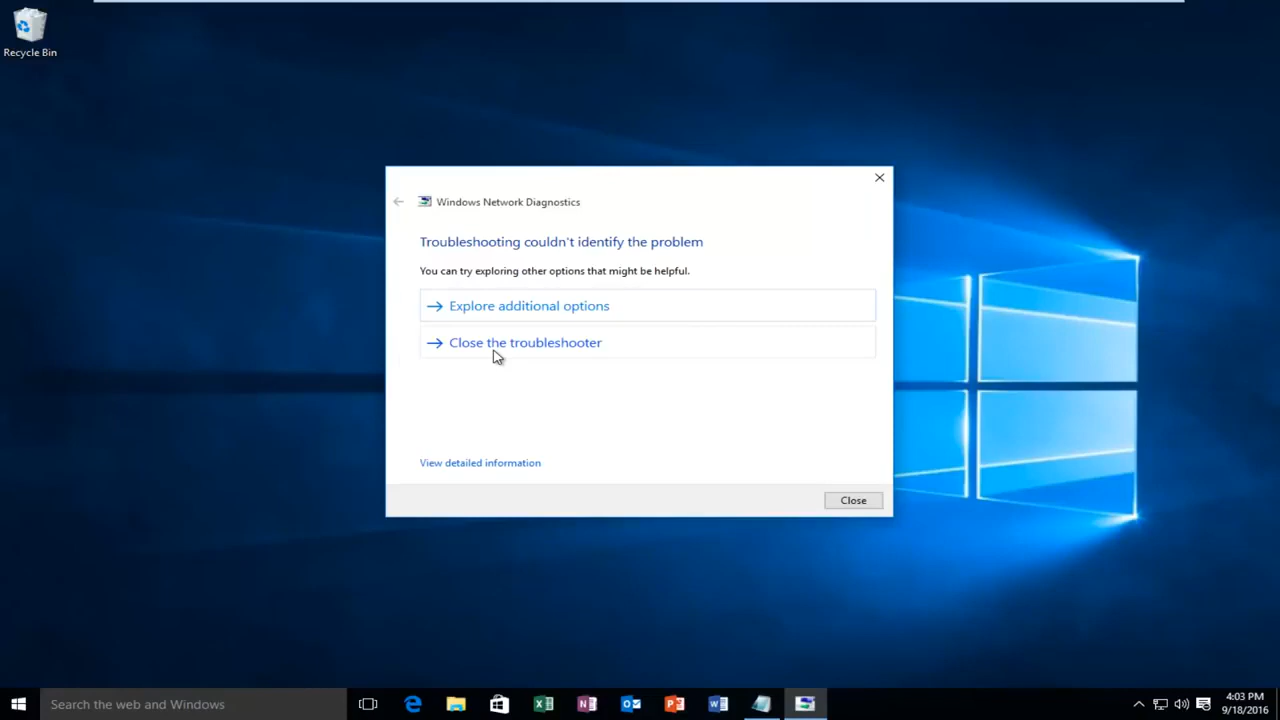 Recycle Bin
Windows Network Diagnostics
Troubleshooting couldn't identify the problem
You can try exploring other options that might be helpful.
Explore additional options
Close the troubleshooter
View detailed information
Close
Search the web and Windows
4:03 PM
9/18/2016